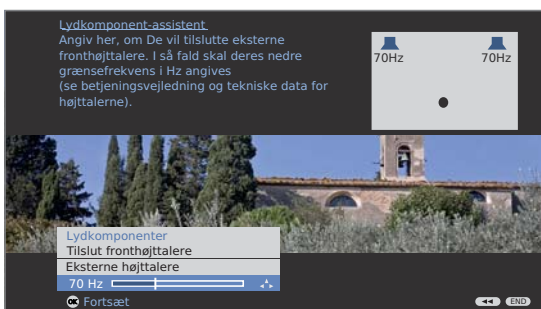 Lydkomponent-assistent
Angiv her, om De vil tilslutte eksterne
fronthøjttalere. I så fald skal deres nedre
grænsefrekvens i Hz angives
(se betjeningsvejledning og tekniske data for
højttalerne).
70Hz 70Hz
Lydkomponenter
Tilslut fronthøjttalere
Eksterne højttalere
70 Hz
OK Fortsæt
END